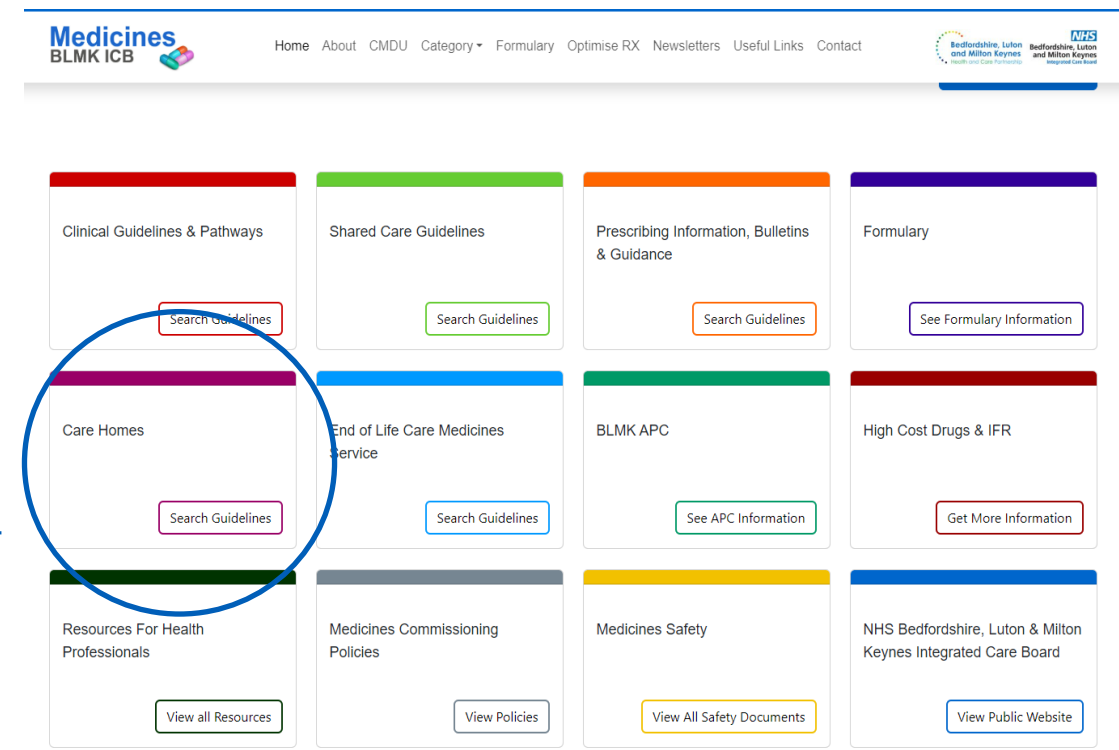 Medicines
BLMK ICB
Home About CMDU Category Formulary Optimise RX Newsletters Useful Links Contact
Bedfordshire, Luton
and Milton Keynes
Health and Care Partnership
NHS
Bedfordshire, Luton
and Milton Keynes
Integrated Care Board
Clinical Guidelines & Pathways
Search Guidelines
Shared Care Guidelines
Search Guidelines
Prescribing Information, Bulletins
& Guidance
Search Guidelines
Formulary
See Formulary Information
Care Homes
Search Guidelines
End of Life Care Medicines
Service
Search Guidelines
BLMK APC
See APC Information
High Cost Drugs & IFR
Get More Information
Resources For Health
Professionals
View all Resources
Medicines Commissioning
Policies
View Policies
Medicines Safety
View All Safety Documents
NHS Bedfordshire, Luton & Milton
Keynes Integrated Care Board
View Public Website